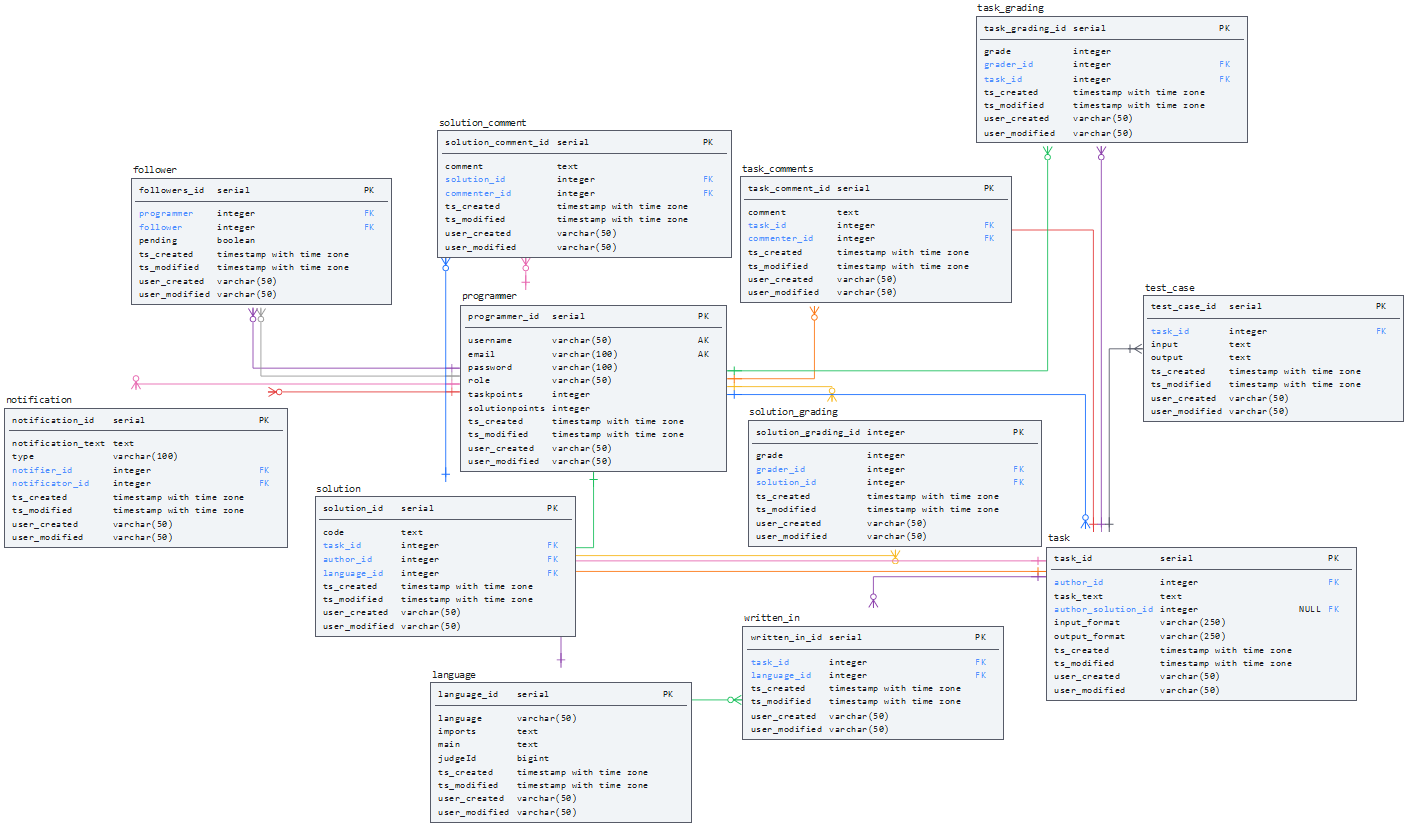 task_grading
task_grading_id serial PK
grade integer
grader_id integer FK
task_id integer FK
ts_created timestamp with time zone
ts_modified timestamp with time zone
user_created varchar(50)
user_modified varchar(50)
solution_comment
solution_comment_id serial PK
comment text
solution_id integer FK
commenter_id integer FK
ts_created timestamp with time zone
ts_modified timestamp with time zone
user_created varchar(50)
user_modified varchar(50)
follower
followers_id serial PK
programmer integer FK
follower integer FK
pending boolean
ts_created timestamp with time zone
ts_modified timestamp with time zone
user_created varchar(50)
user_modified varchar(50)
task_comments
task_comment_id serial PK
comment text
task_id integer FK
commenter_id integer FK
ts_created timestamp with time zone
ts_modified timestamp with time zone
user_created varchar(50)
user_modified varchar(50)
programmer
programmer_id serial PK
username varchar(50) AK
email varchar(100) AK
password varchar(100)
role varchar(50)
taskpoints integer
solutionpoints integer
ts_created timestamp with time zone
ts_modified timestamp with time zone
user_created varchar(50)
user_modified varchar(50)
test_case
test_case_id serial PK
task_id integer FK
input text
output text
ts_created timestamp with time zone
ts_modified timestamp with time zone
user_created varchar(50)
user_modified varchar(50)
notification
notification_id serial PK
notification_text text
type varchar(100)
notifier_id integer FK
notificator_id integer FK
ts_created timestamp with time zone
ts_modified timestamp with time zone
user_created varchar(50)
user_modified varchar(50)
solution_grading
solution_grading_id integer PK
grade integer
grader_id integer FK
solution_id integer FK
ts_created timestamp with time zone
ts_modified timestamp with time zone
user_created varchar(50)
user_modified varchar(50)
solution
solution_id serial PK
code text
task_id integer FK
author_id integer FK
language_id integer FK
ts_created timestamp with time zone
ts_modified timestamp with time zone
user_created varchar(50)
user_modified varchar(50)
task
task_id serial PK
author_id integer FK
task_text text
author_solution_id integer NULL FK
input_format varchar(250)
output_format varchar(250)
ts_created timestamp with time zone
ts_modified timestamp with time zone
user_created varchar(50)
user_modified varchar(50)
written_in
written_in_id serial PK
task_id integer FK
language_id integer FK
ts_created timestamp with time zone
ts_modified timestamp with time zone
user_created varchar(50)
user_modified varchar(50)
language
language_id serial PK
language varchar(50)
imports text
main text
judgeId bigint
ts_created timestamp with time zone
ts_modified timestamp with time zone
user_created varchar(50)
user_modified varchar(50)